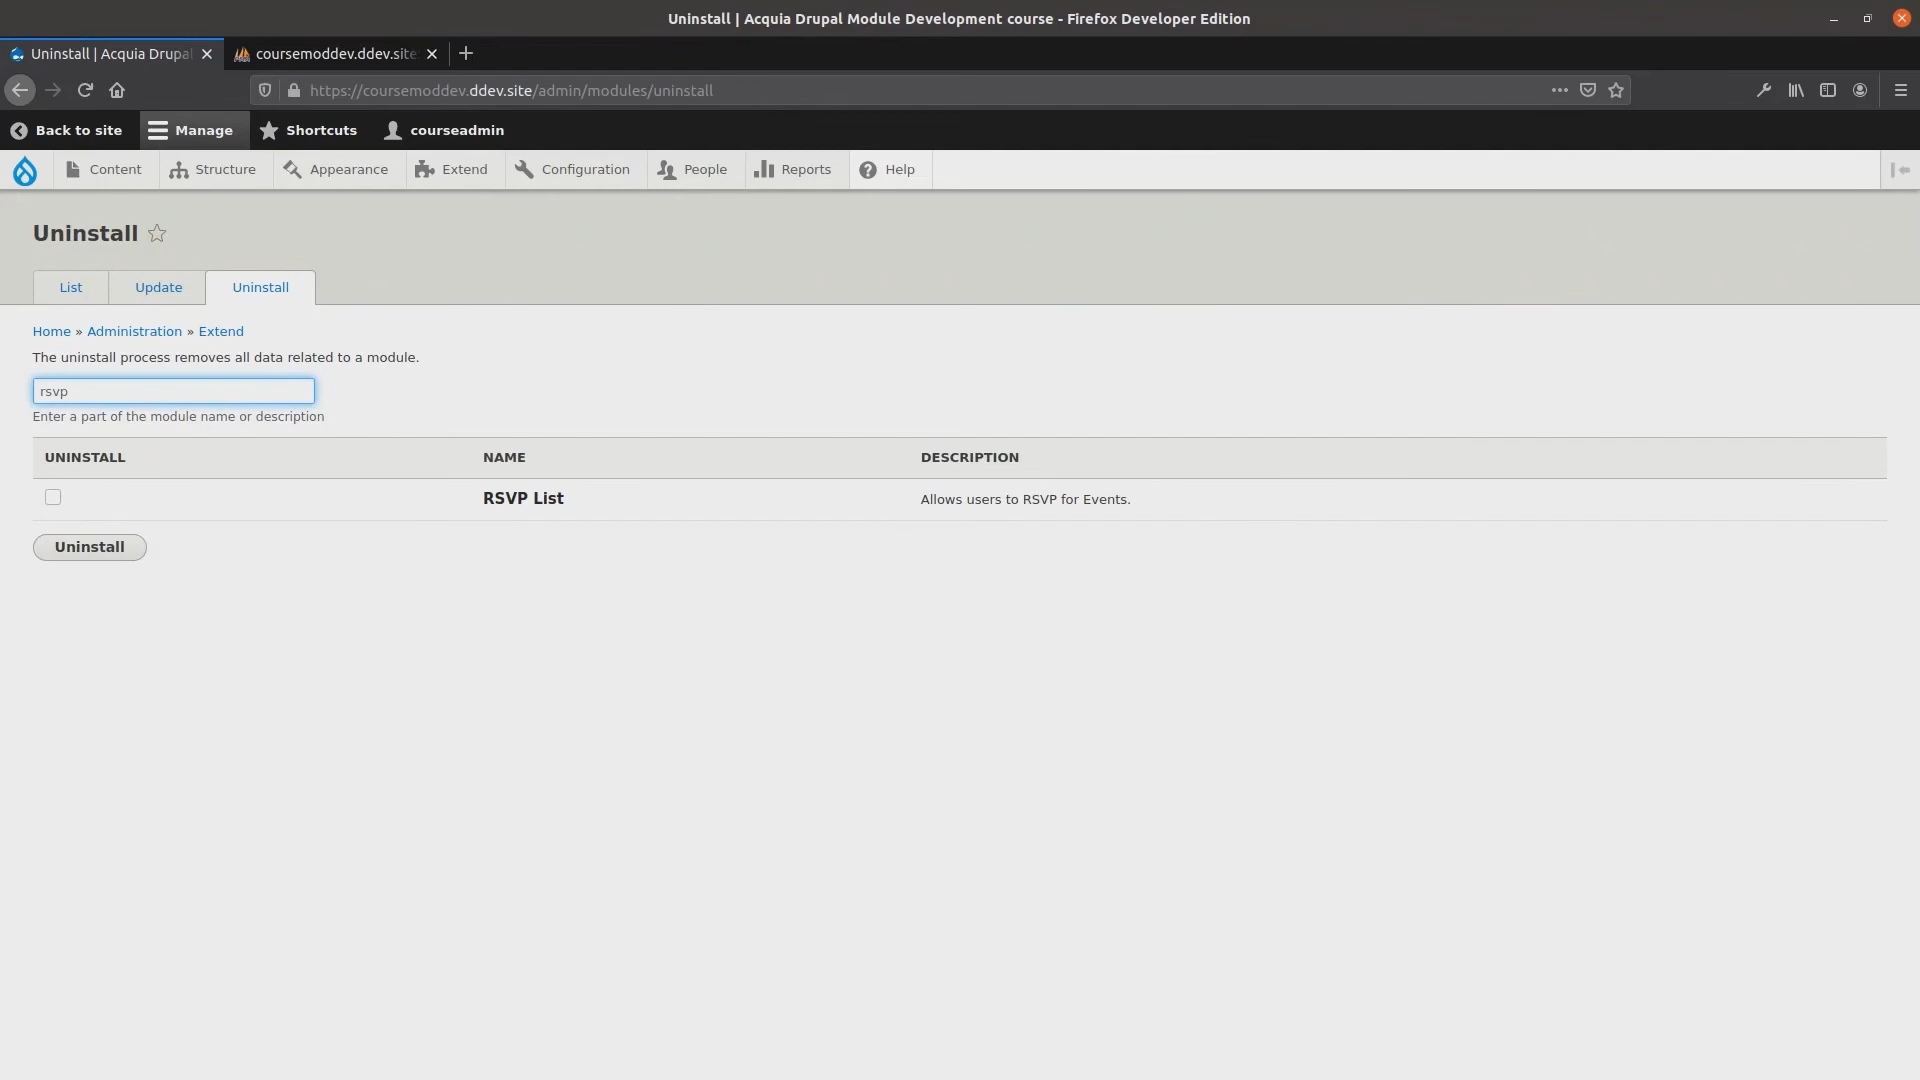 Uninstall | Acquia Drupal Module Development course - Firefox Developer Edition
Uninstall | Acquia Drupal
coursemoddev.ddev.site
https://coursemoddev.ddev.site/admin/modules/uninstall
Back to site Manage Shortcuts courseadmin
Content Structure Appearance Extend Configuration People Reports Help
Uninstall
List Update Uninstall
Home » Administration » Extend
The uninstall process removes all data related to a module.
rsvp
Enter a part of the module name or description
UNINSTALL NAME DESCRIPTION
RSVP List Allows users to RSVP for Events.
Uninstall